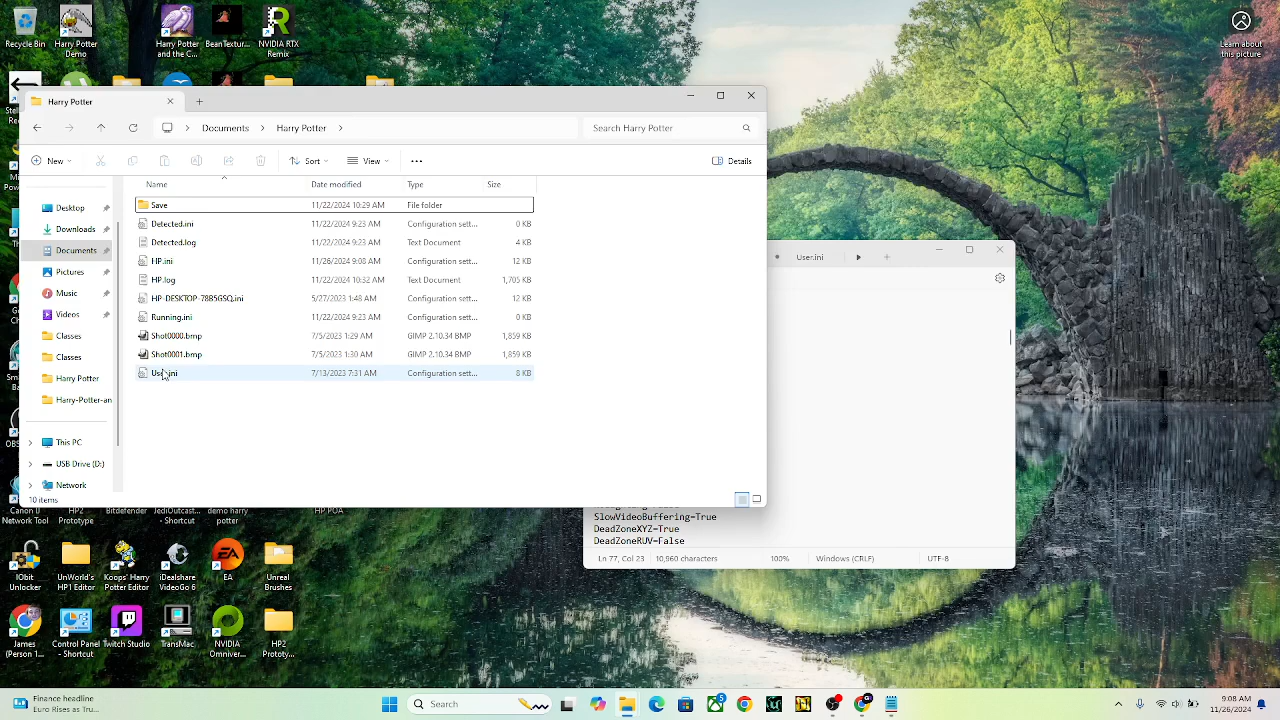 Recycle Bin
Harry Potter Demo
Harry Potter and the C...
BeanTextur...
NVIDIA RTX Remix
Learn about this picture
Harry Potter
Documents
Harry Potter
Search Harry Potter
New
Sort
View
Details
Name
Date modified
Type
Size
Save
11/22/2024 10:29 AM
File folder
Detected.ini
11/22/2024 9:23 AM
Configuration sett...
0 KB
Detected.log
11/22/2024 9:23 AM
Text Document
4 KB
HP.ini
11/26/2024 9:08 AM
Configuration sett...
12 KB
HP.log
11/22/2024 10:32 AM
Text Document
1,705 KB
HP-DESKTOP-78B5GSQ.ini
5/27/2023 1:48 AM
Configuration sett...
12 KB
Running.ini
11/22/2024 9:23 AM
Configuration sett...
0 KB
Shot0000.bmp
7/5/2023 1:29 AM
GIMP 2.10.34 BMP
1,859 KB
Shot0001.bmp
7/5/2023 1:30 AM
GIMP 2.10.34 BMP
1,859 KB
User.ini
7/13/2023 7:31 AM
Configuration sett...
8 KB
Desktop
Downloads
Documents
Pictures
Music
Videos
Classes
Classes
Harry Potter
Harry-Potter-an
This PC
USB Drive (D:)
Network
10 items
User.ini
SlowVideoBuffering=True
DeadZoneXYZ=True
DeadZoneRUV=False
Ln 77, Col 23
10,960 characters
100%
Windows (CRLF)
UTF-8
Canon IJ Network Tool
HP2 Prototype
Bitdefender
JediOutcast... - Shortcut
demo harry potter
IObit Unlocker
UnWorld's HP1 Editor
Koops' Harry Potter Editor
iDealshare VideoGo 6
EA
Unreal Brushes
James (Person 1...
Control Panel - Shortcut
Twitch Studio
TransMac
NVIDIA Omniver...
HP2 Prototy...
Finance headline
Euro Rises as Tru...
Search
5
9:08 AM
11/26/2024